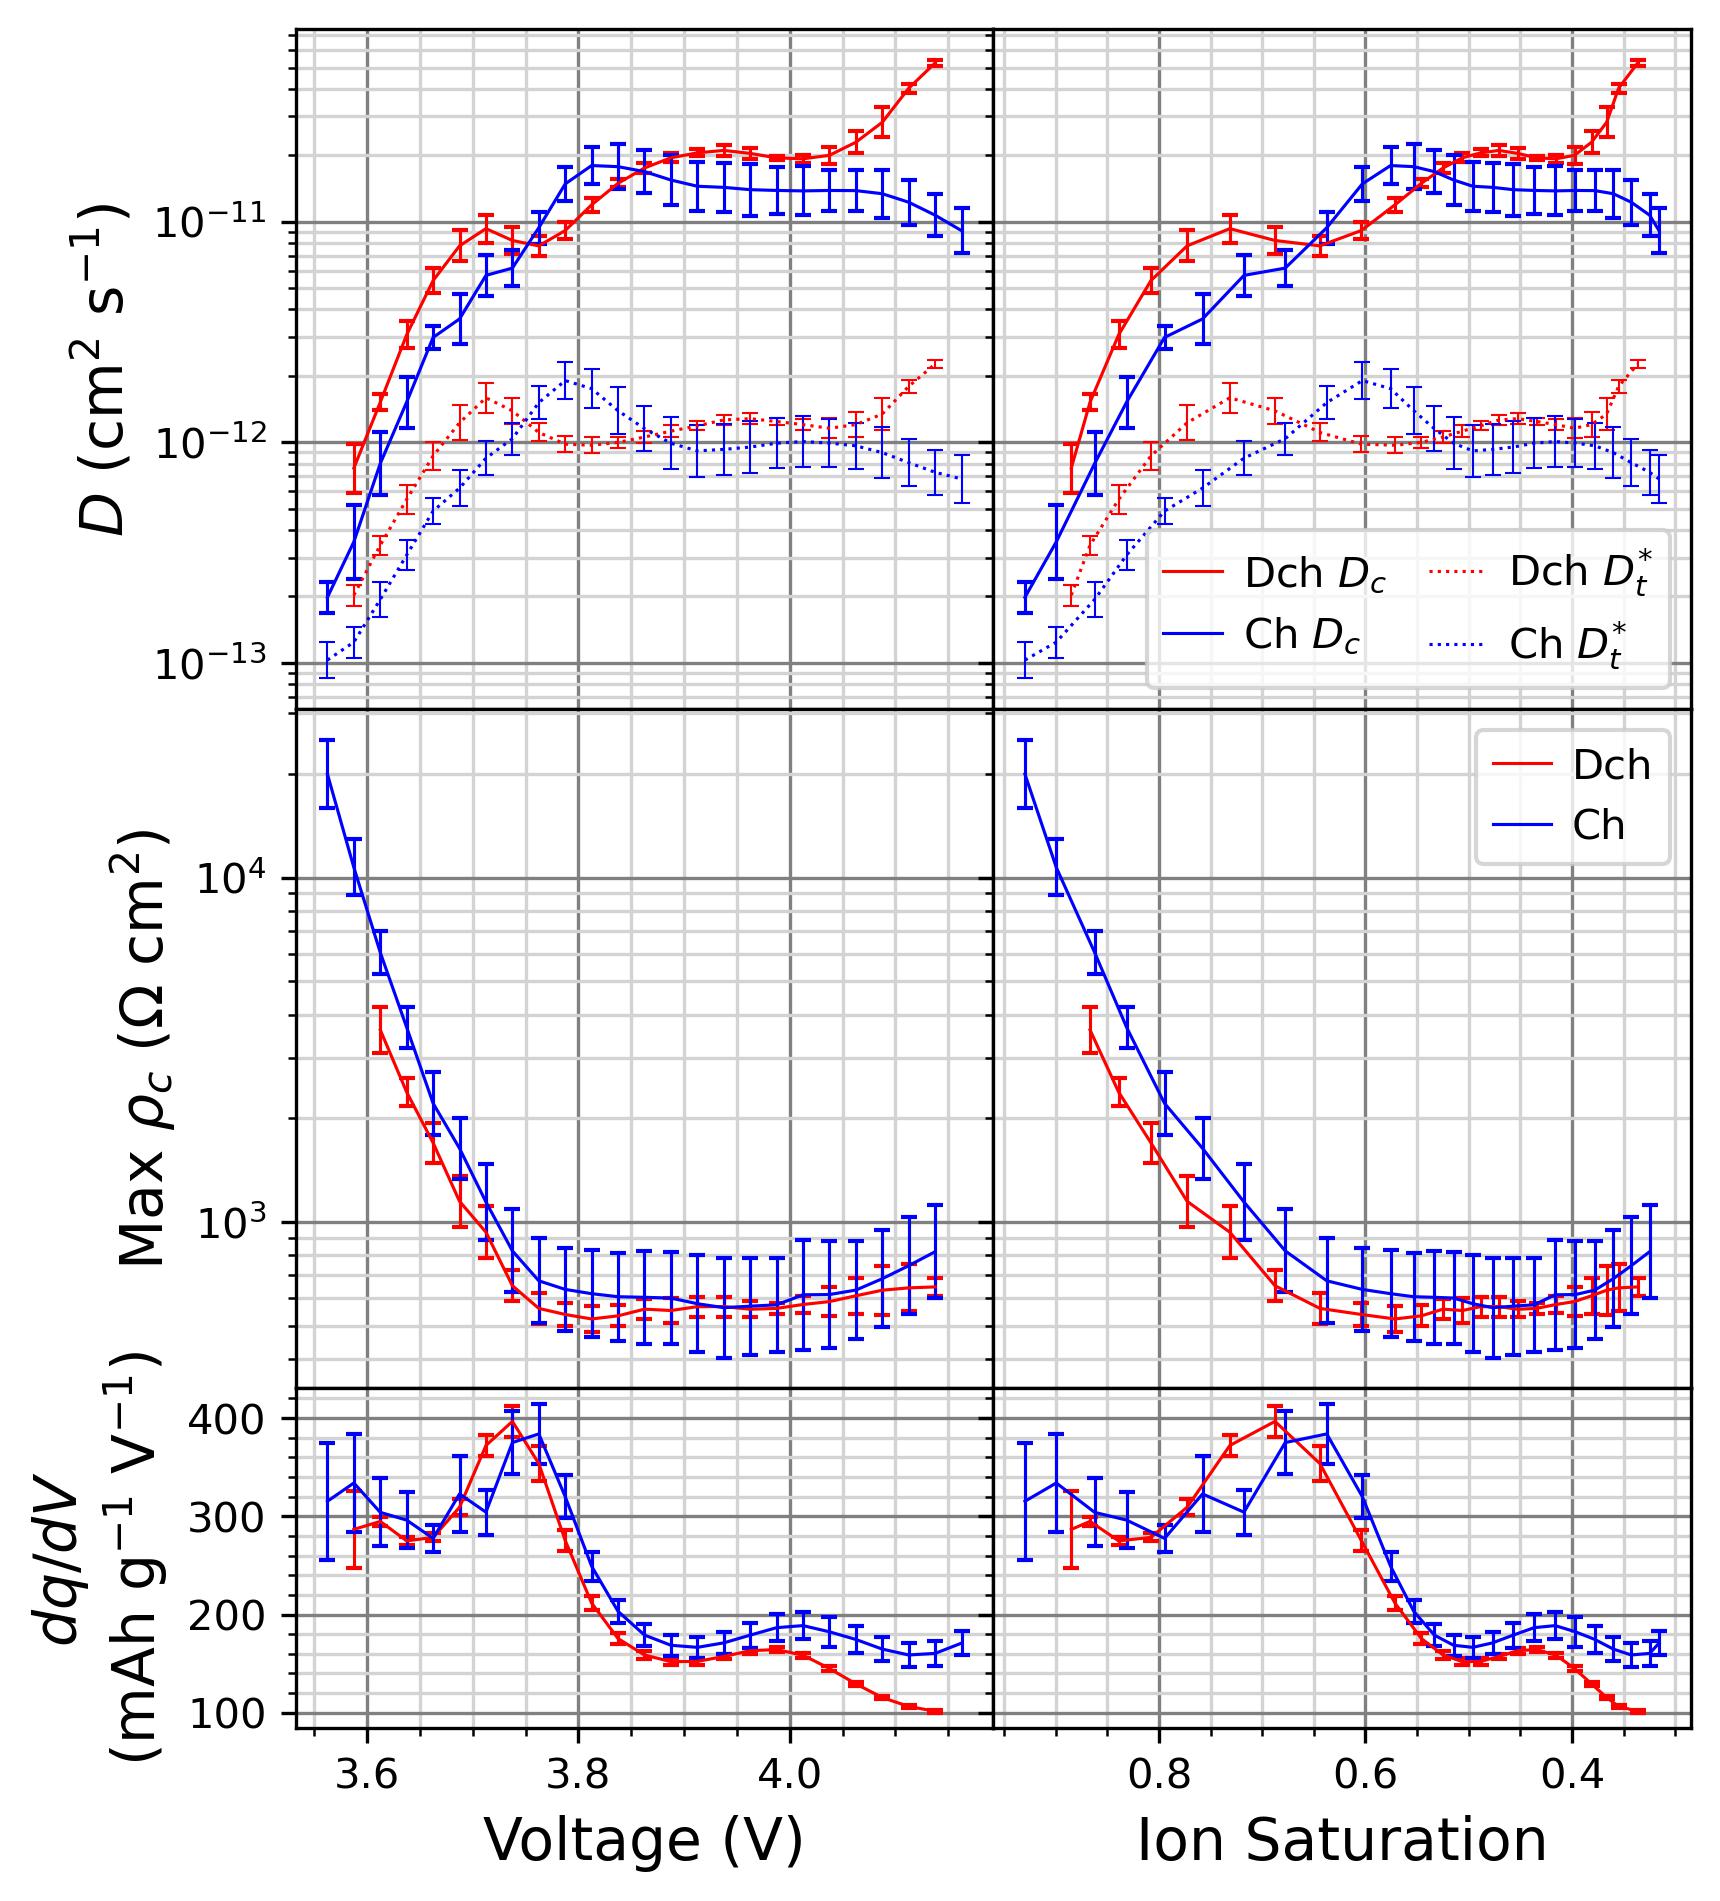 D (cm² s⁻¹)
10⁻¹¹
10⁻¹²
10⁻¹³
Dch D_c
Ch D_c
Dch D_t^*
Ch D_t^*
Max ρ_c (Ω cm²)
10⁴
10³
Dch
Ch
dq/dV
(mAh g⁻¹ V⁻¹)
400
300
200
100
3.6 3.8 4.0
0.8 0.6 0.4
Voltage (V)
Ion Saturation